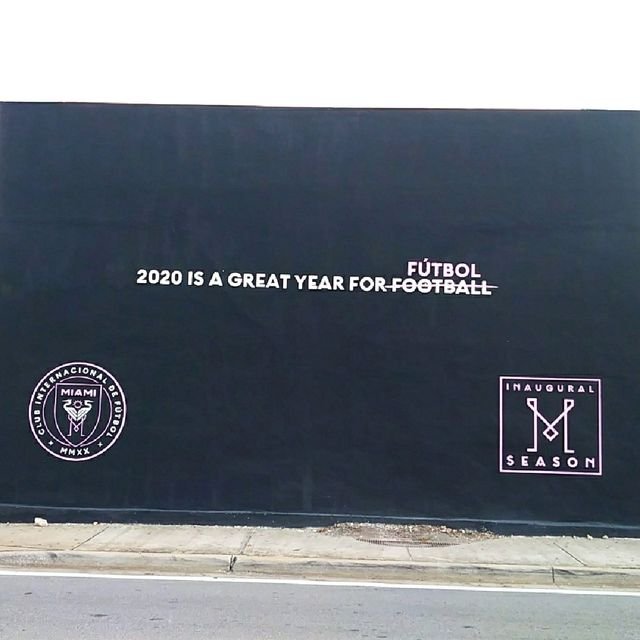 FÚTBOL
2020 IS A GREAT YEAR FOR FOOTBALL
CLUB INTERNACIONAL DE FÚTBOL
MIAMI
MMXX
INAUGURAL
M
SEASON